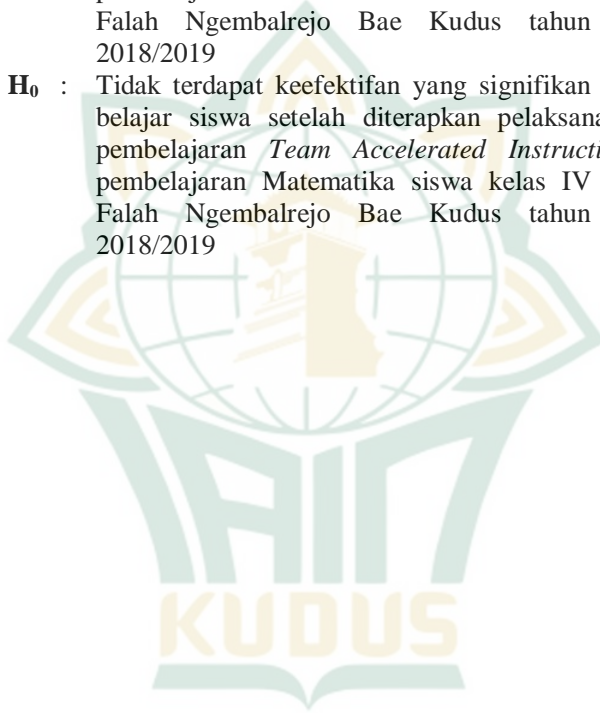 Falah Ngembalrejo Bae Kudus tahun
2018/2019
H₀ : Tidak terdapat keefektifan yang signifikan
belajar siswa setelah diterapkan pelaksana
pembelajaran Team Accelerated Instructi
pembelajaran Matematika siswa kelas IV
Falah Ngembalrejo Bae Kudus tahun
2018/2019
IAIN
KUDUS